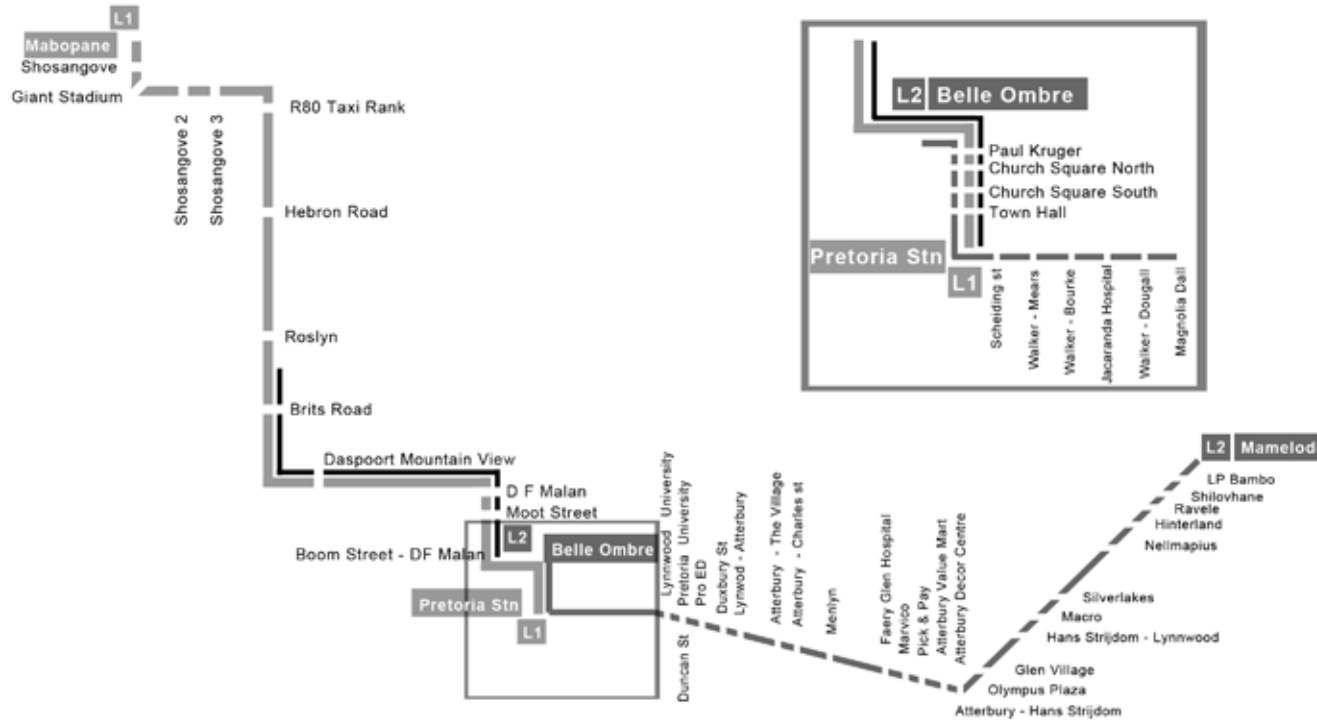 L1
Mabopane
Shosangove
Giant Stadium
Shosangove 2
Shosangove 3
R80 Taxi Rank
Hebron Road
Roslyn
Brits Road
Daspoort Mountain View
D F Malan
Moot Street
L2
Belle Ombre
Boom Street - DF Malan
Pretoria Stn
L1
L2
Belle Ombre
Paul Kruger
Church Square North
Church Square South
Town Hall
Pretoria Stn
L1
Scheiding st
Walker - Mears
Walker - Bourke
Jacaranda Hospital
Walker - Dougall
Magnolia Dall
Lynnwood University
Pretoria University
Pro ED
Duxbury St
Lynwod - Atterbury
Atterbury - The Village
Atterbury - Charles st
Menlyn
Faery Glen Hospital
Marvico
Pick & Pay
Atterbury Value Mart
Atterbury Decor Centre
Duncan St
L2
Mamelodi
LP Bambo
Shilovhane
Ravele
Hinterland
Nellmapius
Silverlakes
Macro
Hans Strijdom - Lynnwood
Glen Village
Olympus Plaza
Atterbury - Hans Strijdom